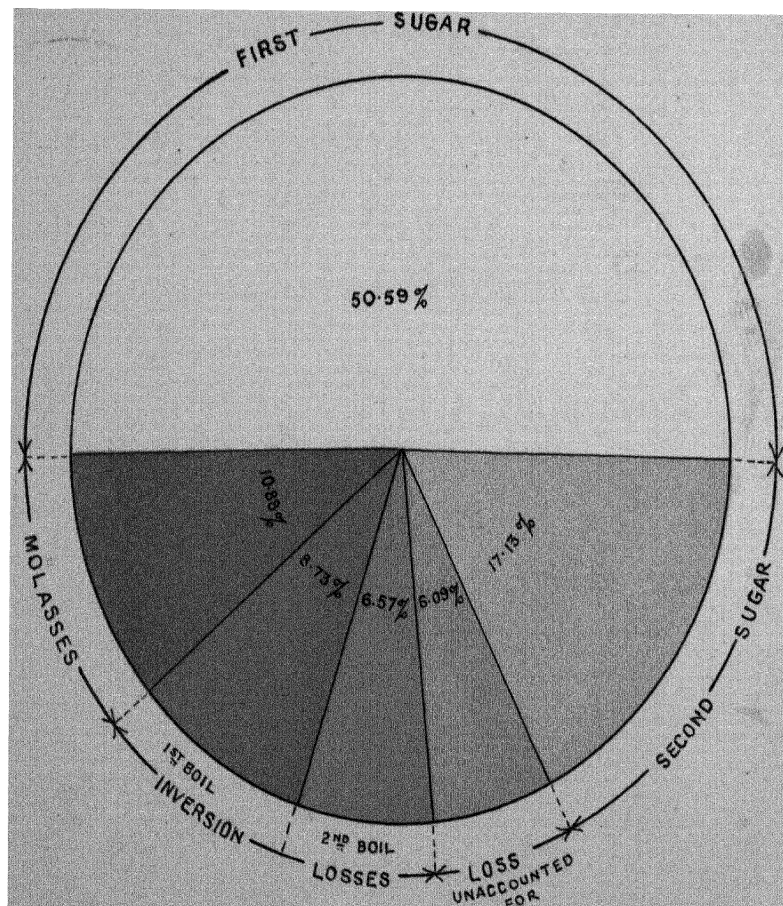 FIRST SUGAR
50·59%
10·88%
8·73%
6·57%
6·09%
17·13%
MOLASSES
1ST BOIL
INVERSION
2ND BOIL
LOSSES
LOSS
UNACCOUNTED
FOR
SECOND SUGAR